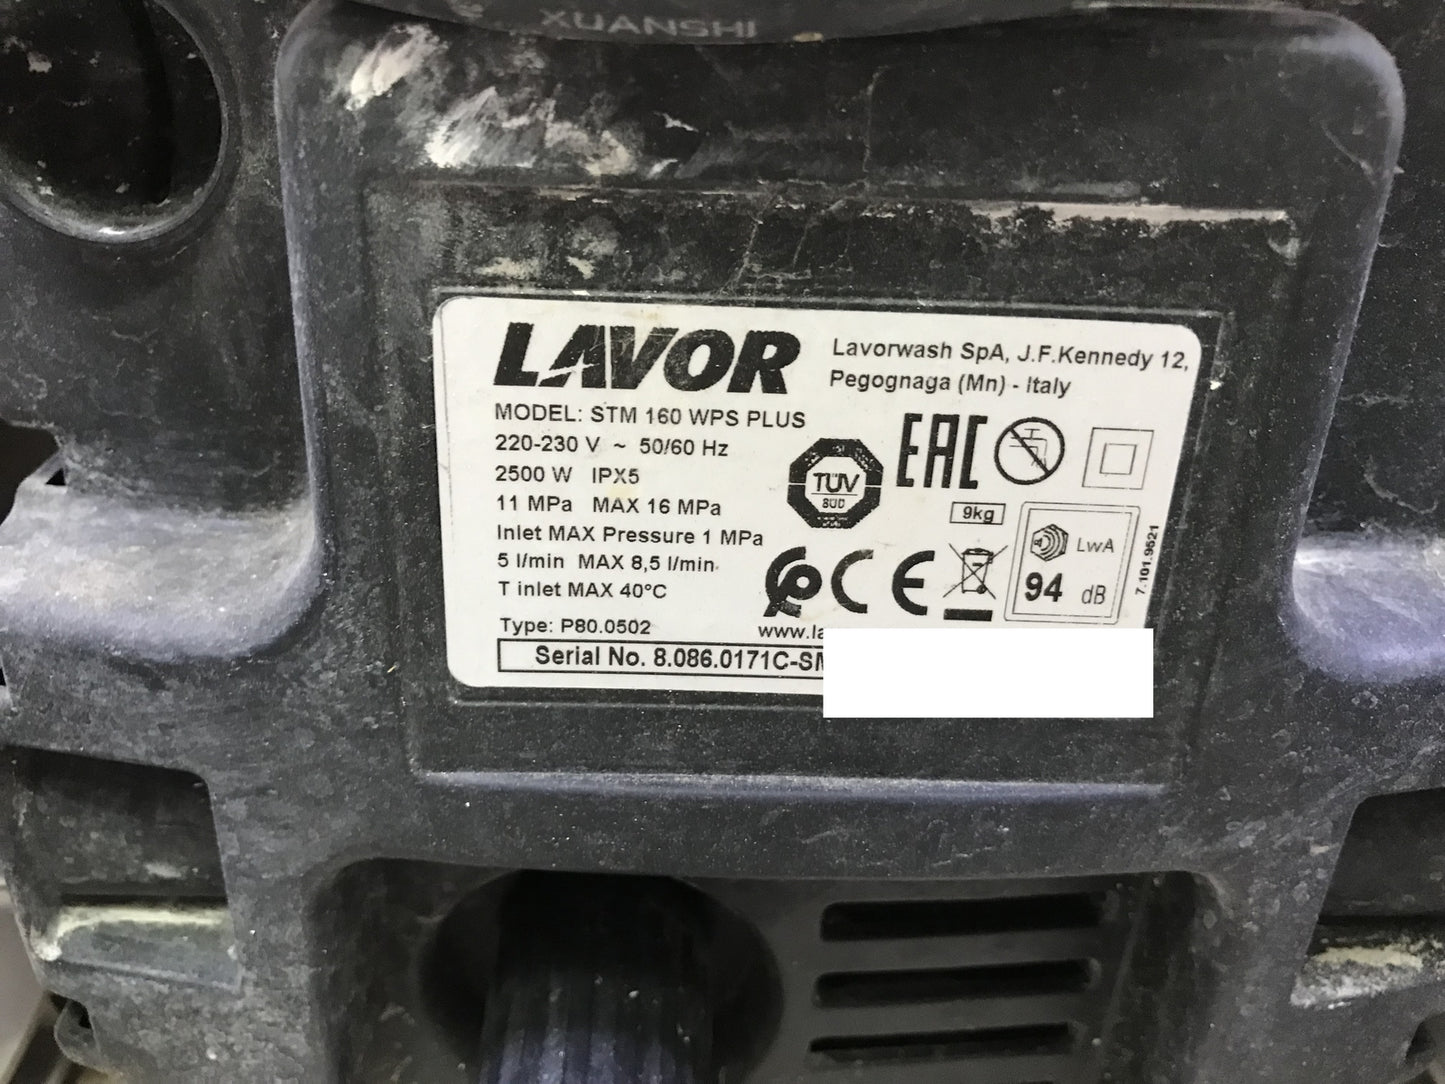 XUANSHI
LAVOR
Lavorwash SpA, J.F.Kennedy 12,
Pegognaga (Mn) - Italy
MODEL: STM 160 WPS PLUS
220-230 V ~ 50/60 Hz
2500 W IPX5
11 MPa MAX 16 MPa
Inlet MAX Pressure 1 MPa
5 l/min MAX 8,5 l/min
T inlet MAX 40°C
Type: P80.0502
www.la
Serial No. 8.086.0171C-SM
TÜV
SÜD
EAC
9kg
CE
LwA
94 dB
7.101.9521